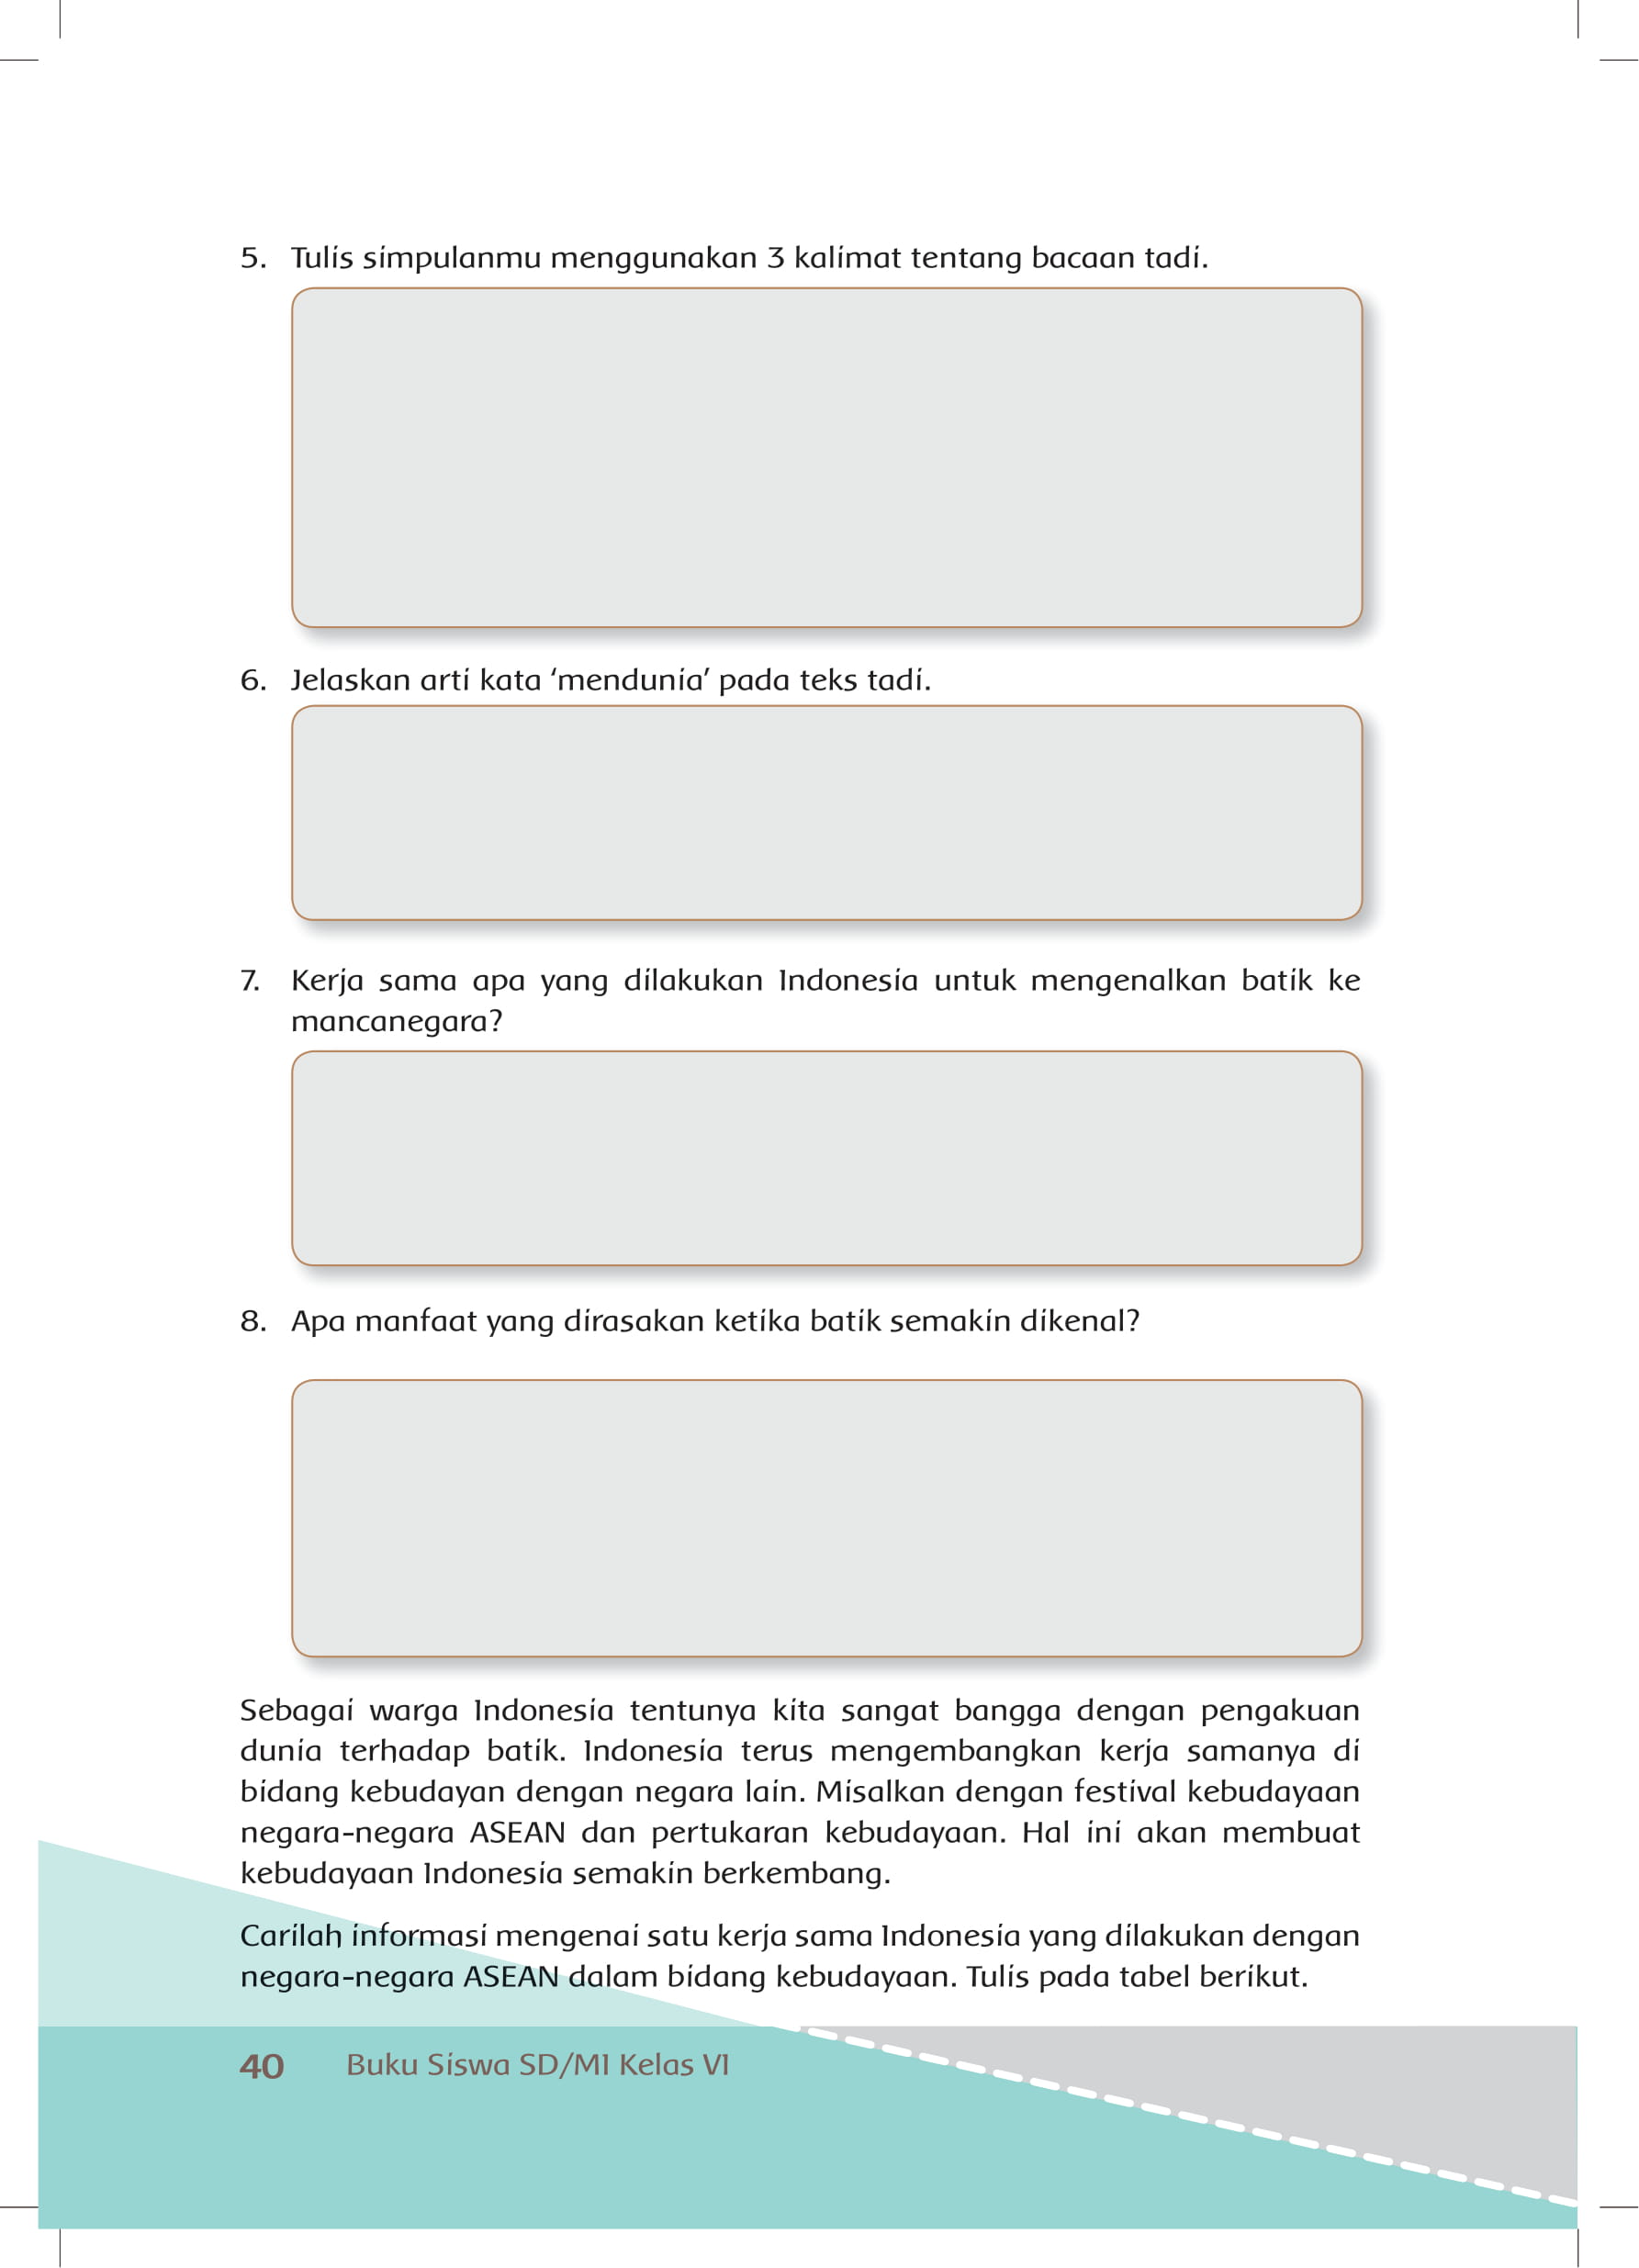 5. Tulis simpulanmu menggunakan 3 kalimat tentang bacaan tadi.
6. Jelaskan arti kata ‘mendunia’ pada teks tadi.
7. Kerja sama apa yang dilakukan Indonesia untuk mengenalkan batik ke
mancanegara?
8. Apa manfaat yang dirasakan ketika batik semakin dikenal?
Sebagai warga Indonesia tentunya kita sangat bangga dengan pengakuan
dunia terhadap batik. Indonesia terus mengembangkan kerja samanya di
bidang kebudayan dengan negara lain. Misalkan dengan festival kebudayaan
negara-negara ASEAN dan pertukaran kebudayaan. Hal ini akan membuat
kebudayaan Indonesia semakin berkembang.
Carilah informasi mengenai satu kerja sama Indonesia yang dilakukan dengan
negara-negara ASEAN dalam bidang kebudayaan. Tulis pada tabel berikut.
40 Buku Siswa SD/MI Kelas VI